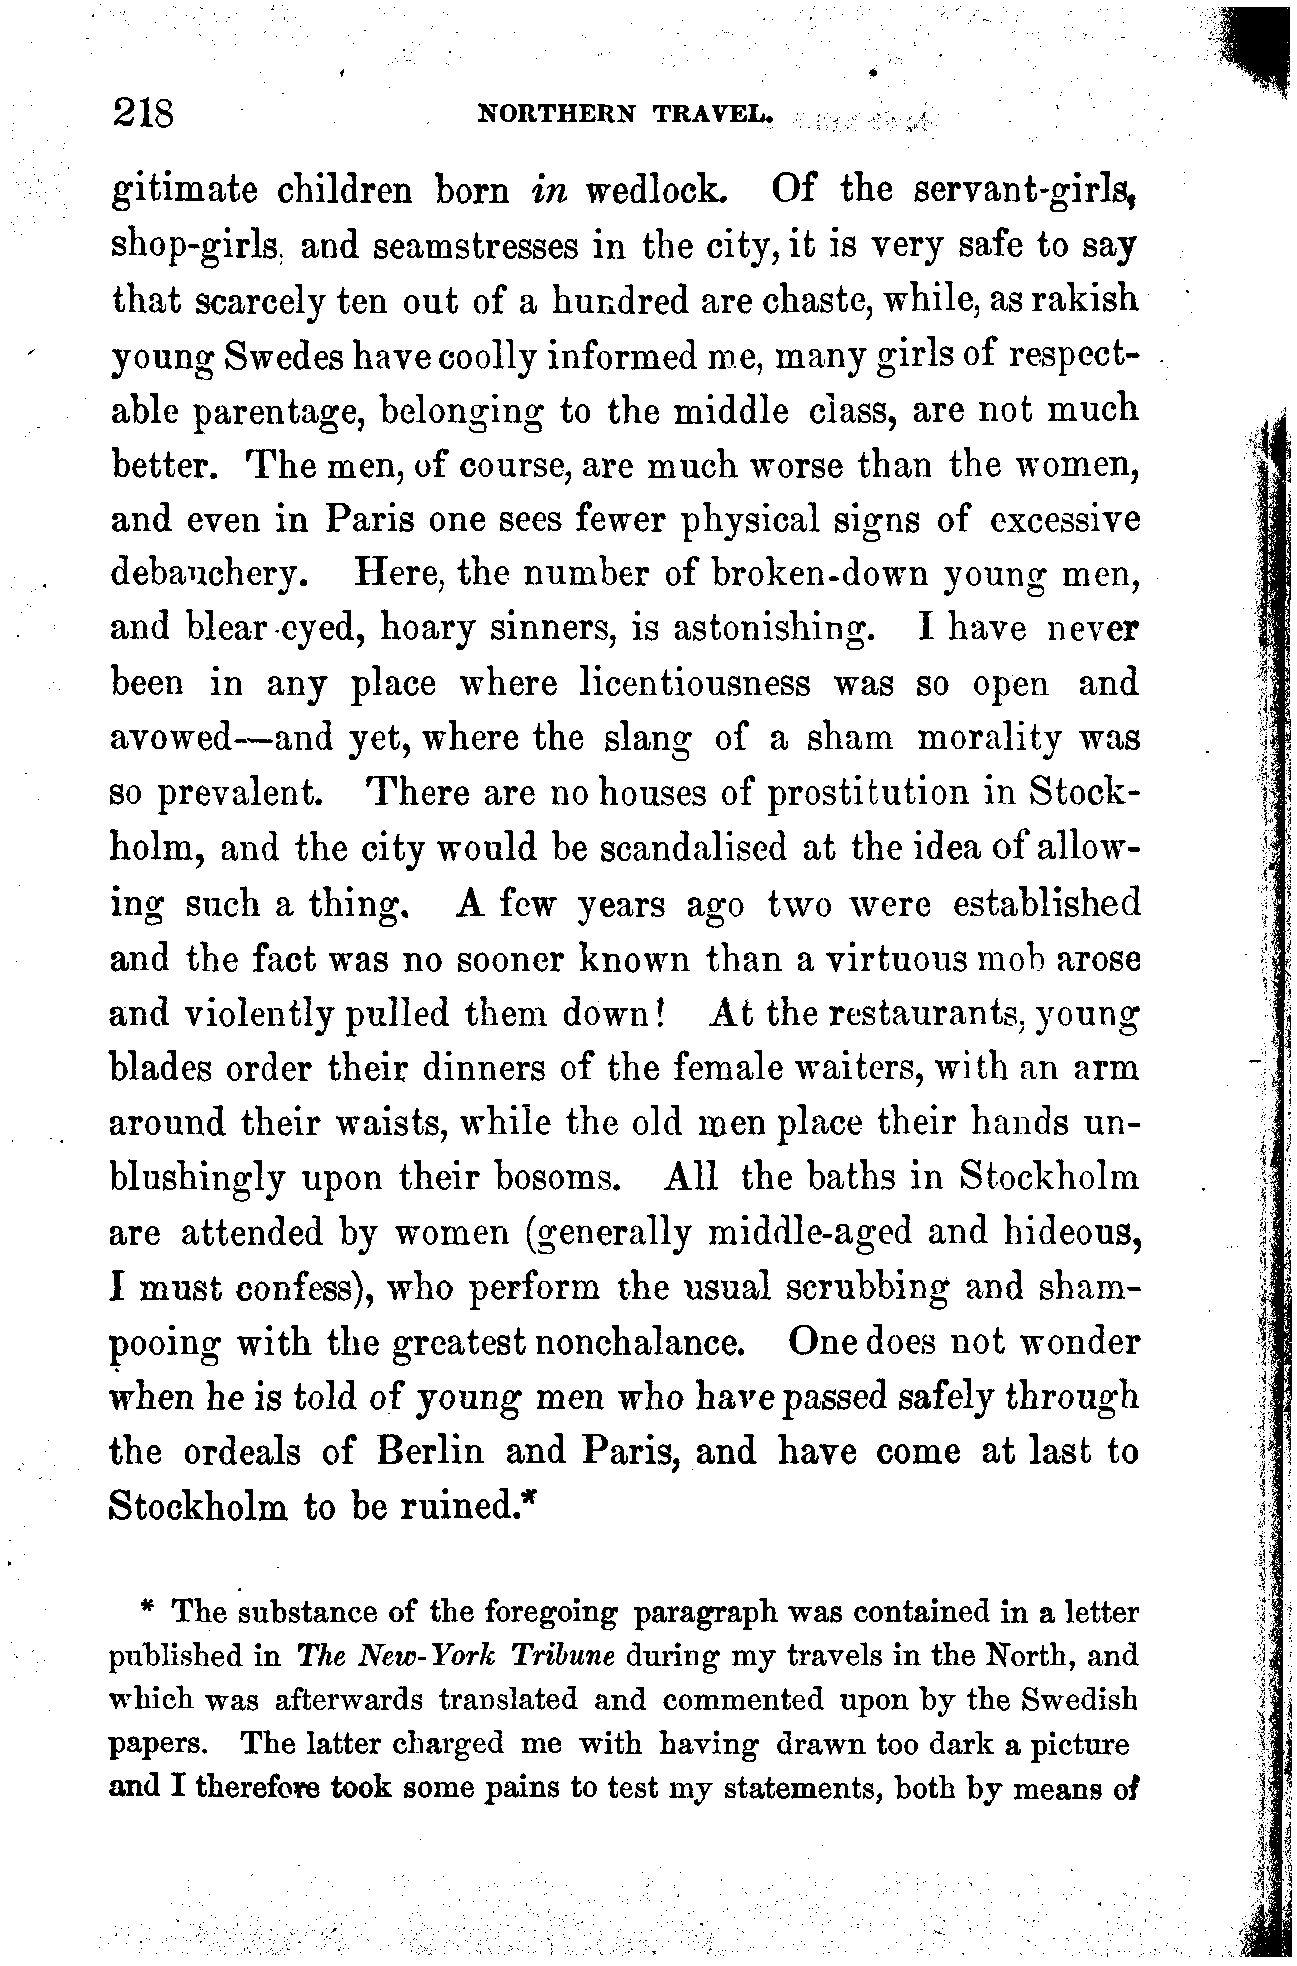 218 NORTHERN TRAVEL.
gitimate children born in wedlock. Of the servant-girls,
shop-girls, and seamstresses in the city, it is very safe to say
that scarcely ten out of a hundred are chaste, while, as rakish
young Swedes have coolly informed me, many girls of respect-
able parentage, belonging to the middle class, are not much
better. The men, of course, are much worse than the women,
and even in Paris one sees fewer physical signs of excessive
debauchery. Here, the number of broken-down young men,
and blear-eyed, hoary sinners, is astonishing. I have never
been in any place where licentiousness was so open and
avowed—and yet, where the slang of a sham morality was
so prevalent. There are no houses of prostitution in Stock-
holm, and the city would be scandalised at the idea of allow-
ing such a thing. A few years ago two were established
and the fact was no sooner known than a virtuous mob arose
and violently pulled them down! At the restaurants, young
blades order their dinners of the female waiters, with an arm
around their waists, while the old men place their hands un-
blushingly upon their bosoms. All the baths in Stockholm
are attended by women (generally middle-aged and hideous,
I must confess), who perform the usual scrubbing and sham-
pooing with the greatest nonchalance. One does not wonder
when he is told of young men who have passed safely through
the ordeals of Berlin and Paris, and have come at last to
Stockholm to be ruined.*
* The substance of the foregoing paragraph was contained in a letter
published in The New-York Tribune during my travels in the North, and
which was afterwards translated and commented upon by the Swedish
papers. The latter charged me with having drawn too dark a picture
and I therefore took some pains to test my statements, both by means of